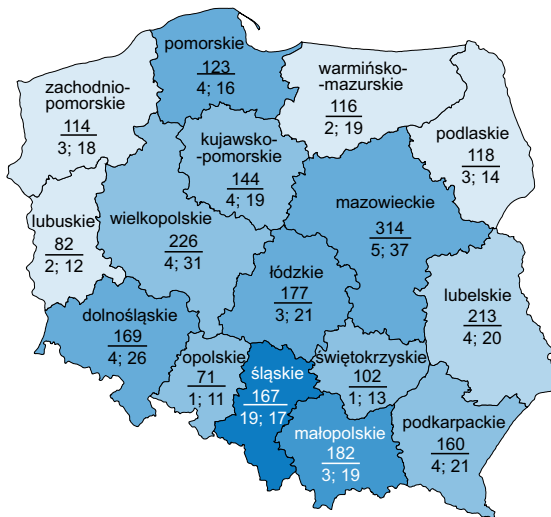 pomorskie
123
4; 16
zachodnio-
pomorskie
114
3; 18
warmińsko-
-mazurskie
116
2; 19
podlaskie
118
3; 14
kujawsko-
-pomorskie
144
4; 19
lubuskie
82
2; 12
wielkopolskie
226
4; 31
mazowieckie
314
5; 37
łódzkie
177
3; 21
lubelskie
213
4; 20
dolnośląskie
169
4; 26
opolskie
71
1; 11
śląskie
167
19; 17
świętokrzyskie
102
1; 13
małopolskie
182
3; 19
podkarpackie
160
4; 21